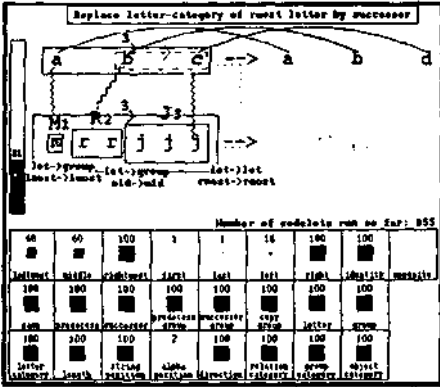 Replace letter-category of rmost letter by successor
a b c --> a b d
M1 R2 3 J3
m r r j j j -->
let->group let->group let->let
lmost->lmost mid->mid rmost->rmost
Number of codelets run so far: 855
60 60 100 100 100
leftmost middle rightmost first last left right identity opposite
100 100 100 100 100 100 100 100
same predecessor successor predecessor group successor group copy group letter group
100 100 100 2 100 100 100 100
letter category length string position alpha position direction relation category group category object category